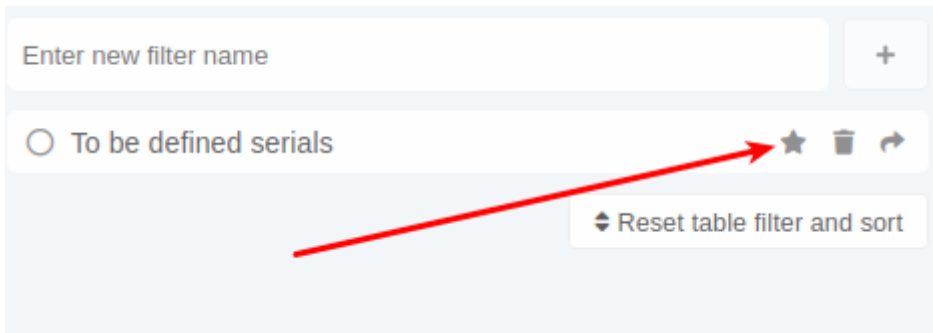 Enter new filter name
+
To be defined serials
Reset table filter and sort